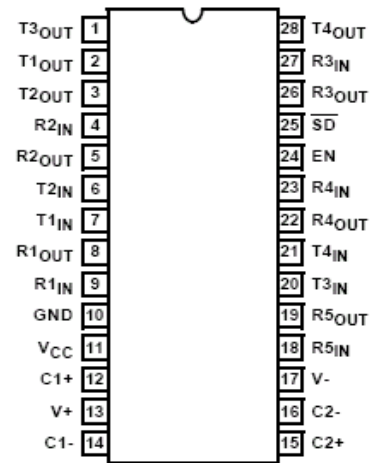 T3OUT 1 28 T4OUT
T1OUT 2 27 R3IN
T2OUT 3 26 R3OUT
R2IN 4 25 SD
R2OUT 5 24 EN
T2IN 6 23 R4IN
T1IN 7 22 R4OUT
R1OUT 8 21 T4IN
R1IN 9 20 T3IN
GND 10 19 R5OUT
VCC 11 18 R5IN
C1+ 12 17 V-
V+ 13 16 C2-
C1- 14 15 C2+